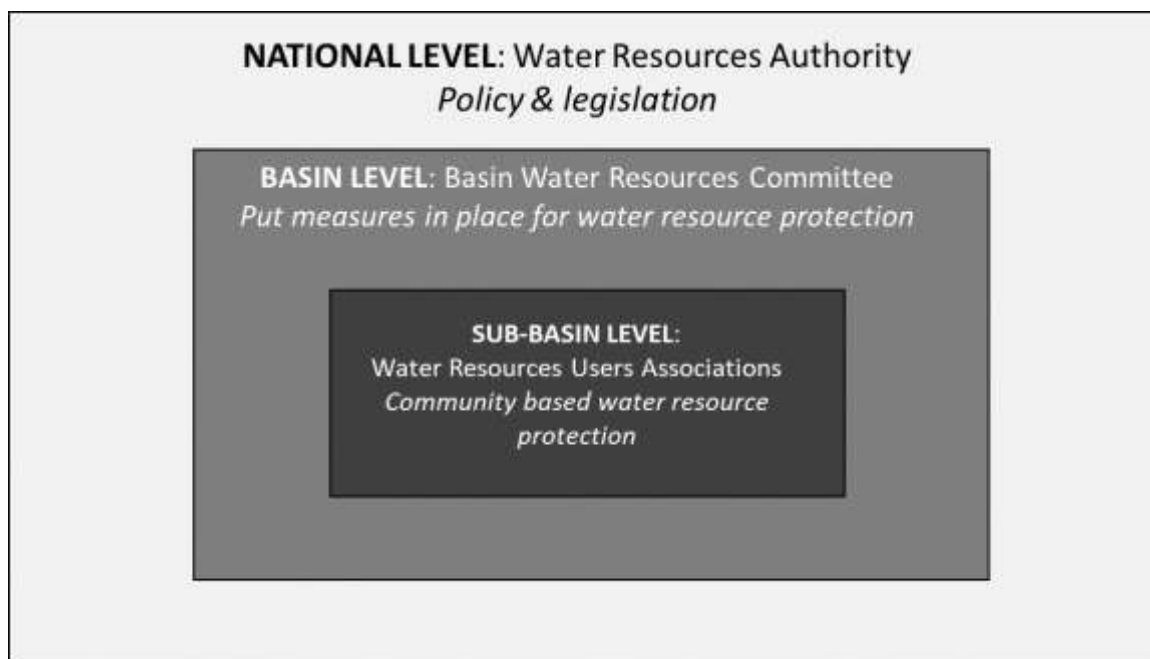 NATIONAL LEVEL: Water Resources Authority
Policy & legislation
BASIN LEVEL: Basin Water Resources Committee
Put measures in place for water resource protection
SUB-BASIN LEVEL:
Water Resources Users Associations
Community based water resource
protection